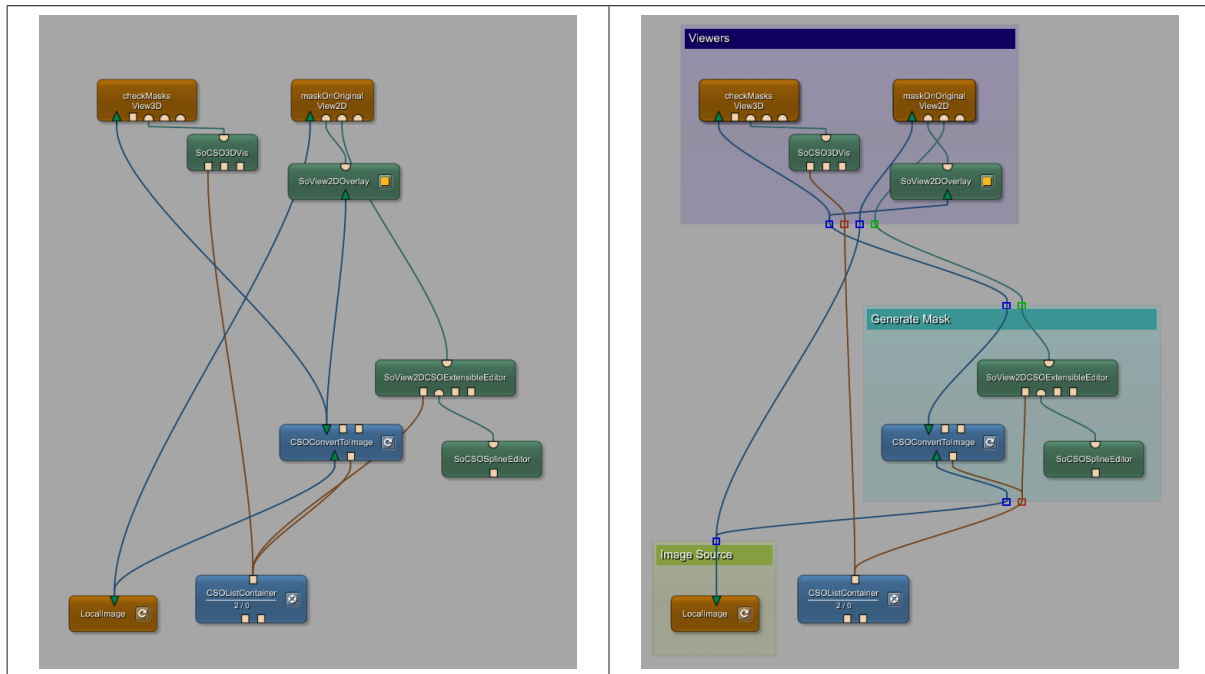 checkMasks
View3D
maskOnOriginal
View2D
SoCSO3DVis
SoView2DOverlay
SoView2DCSOExtensibleEditor
CSOConvertToImage
SoCSOSplineEditor
CSOListContainer
2 / 0
LocalImage
Viewers
checkMasks
View3D
maskOnOriginal
View2D
SoCSO3DVis
SoView2DOverlay
Generate Mask
SoView2DCSOExtensibleEditor
CSOConvertToImage
SoCSOSplineEditor
Image Source
CSOListContainer
2 / 0
LocalImage